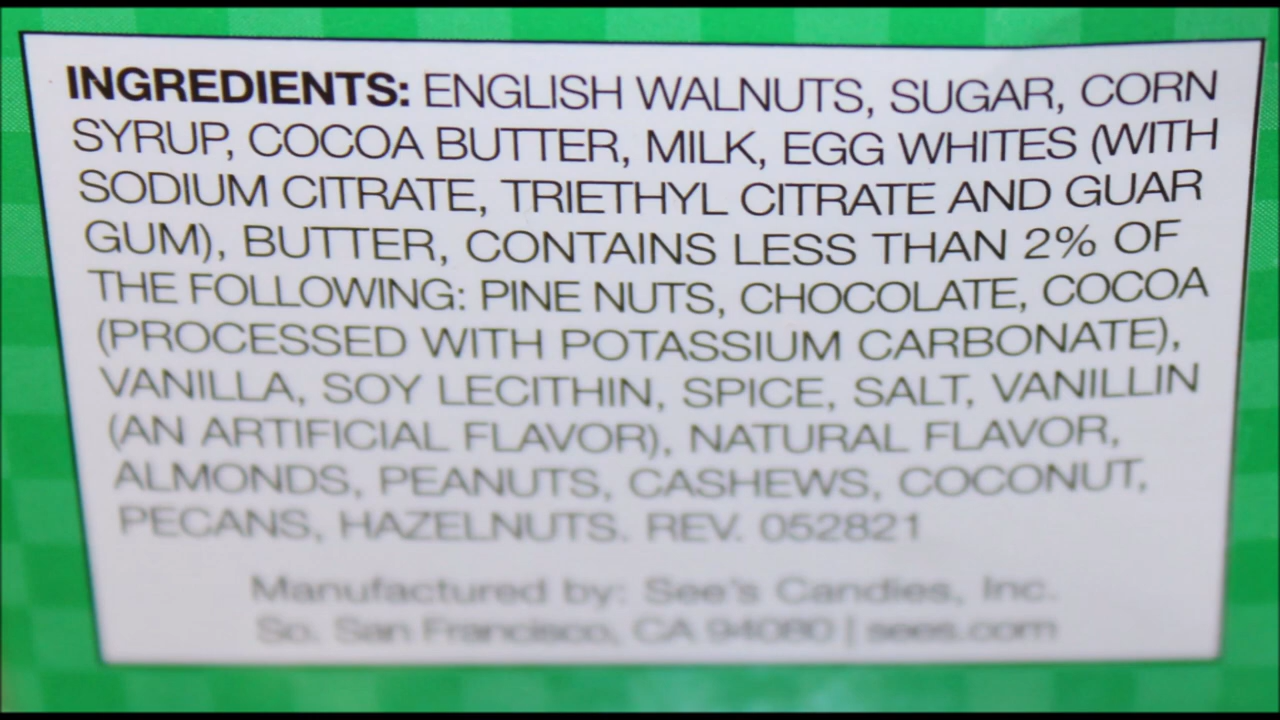 INGREDIENTS: ENGLISH WALNUTS, SUGAR, CORN
SYRUP, COCOA BUTTER, MILK, EGG WHITES (WITH
SODIUM CITRATE, TRIETHYL CITRATE AND GUAR
GUM), BUTTER, CONTAINS LESS THAN 2% OF
THE FOLLOWING: PINE NUTS, CHOCOLATE, COCOA
(PROCESSED WITH POTASSIUM CARBONATE),
VANILLA, SOY LECITHIN, SPICE, SALT, VANILLIN
(AN ARTIFICIAL FLAVOR), NATURAL FLAVOR,
ALMONDS, PEANUTS, CASHEWS, COCONUT,
PECANS, HAZELNUTS. REV. 052821
Manufactured by: See's Candies, Inc.
So. San Francisco, CA 94080 | sees.com